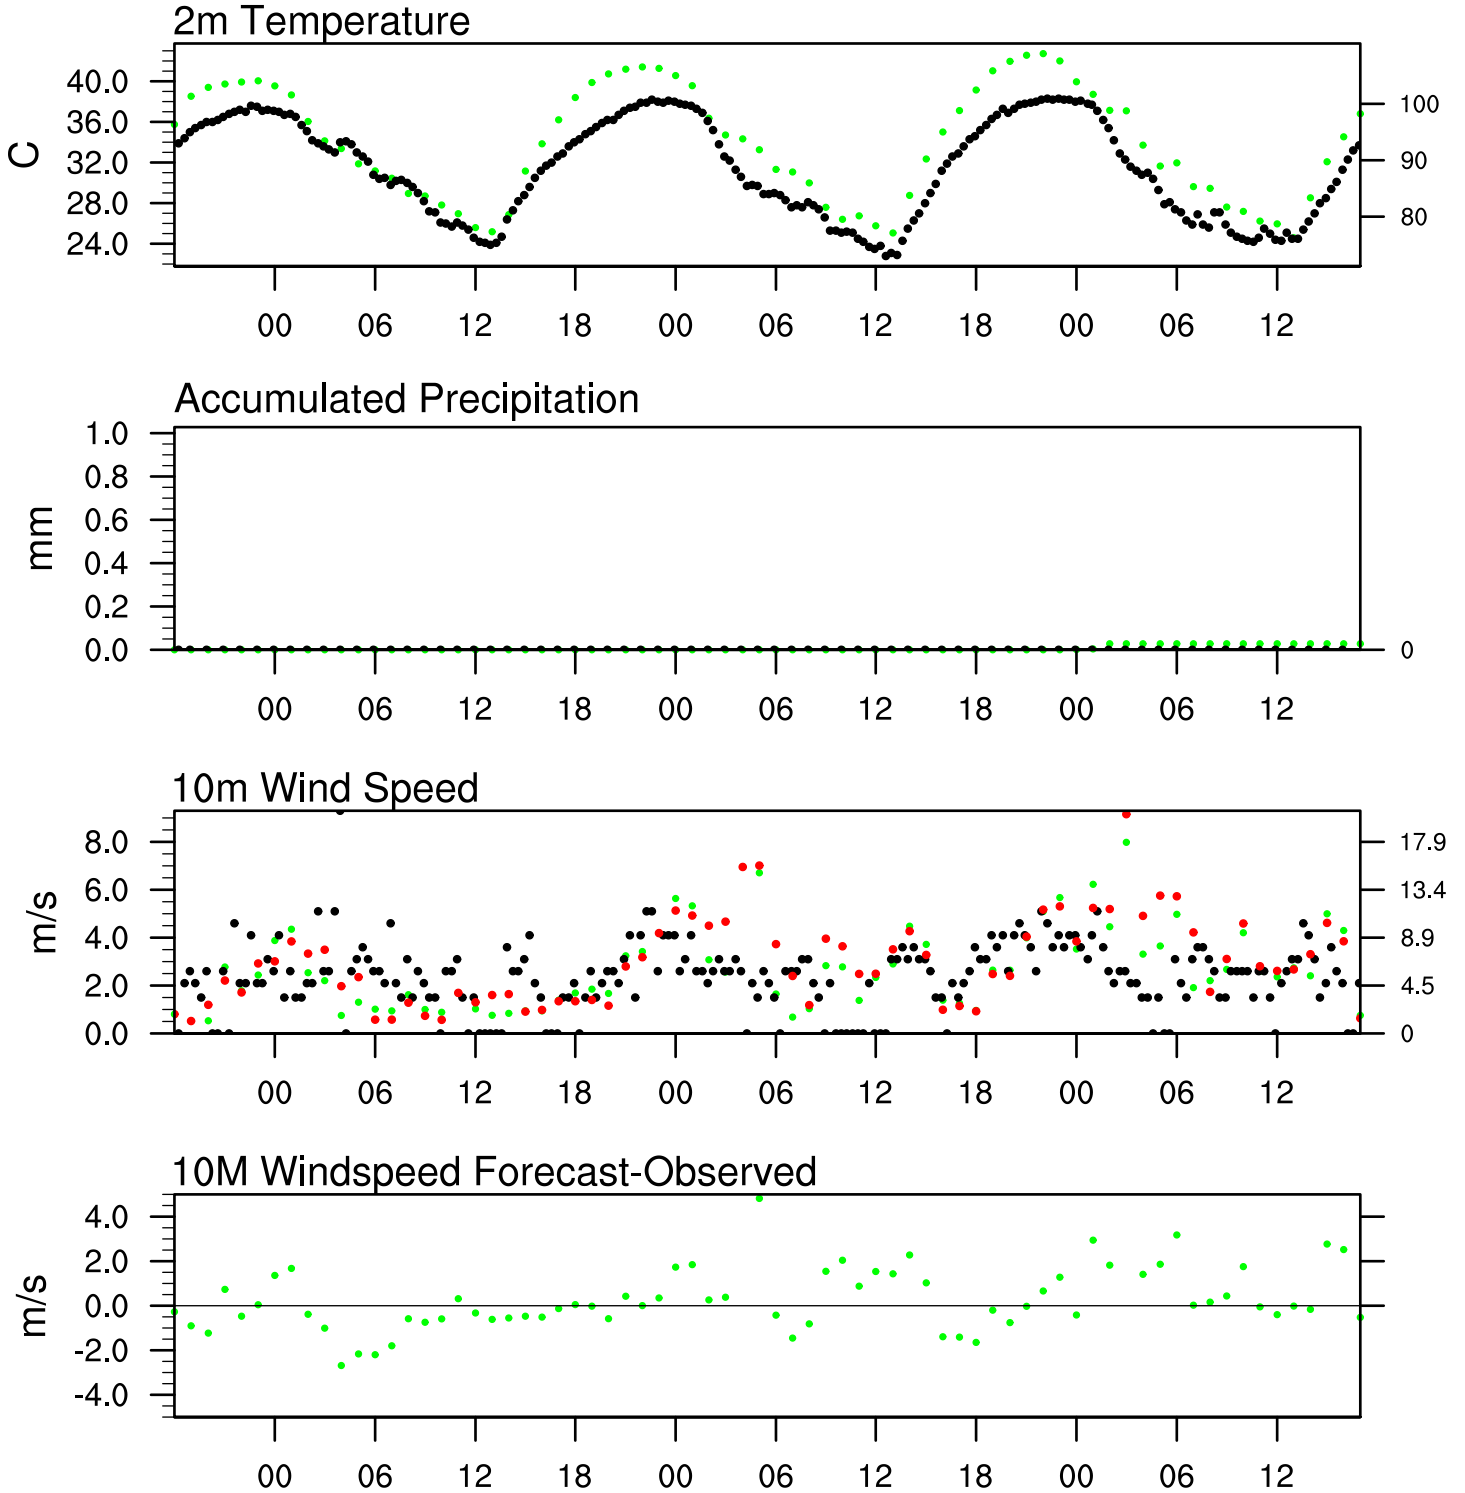 2m Temperature
40.0
36.0
32.0
28.0
24.0
C
100
90
80
00 06 12 18 00 06 12 18 00 06 12
Accumulated Precipitation
1.0
0.8
0.6
0.4
0.2
0.0
mm
0
00 06 12 18 00 06 12 18 00 06 12
10m Wind Speed
8.0
6.0
4.0
2.0
0.0
m/s
17.9
13.4
8.9
4.5
0
00 06 12 18 00 06 12 18 00 06 12
10M Windspeed Forecast-Observed
4.0
2.0
0.0
-2.0
-4.0
m/s
00 06 12 18 00 06 12 18 00 06 12